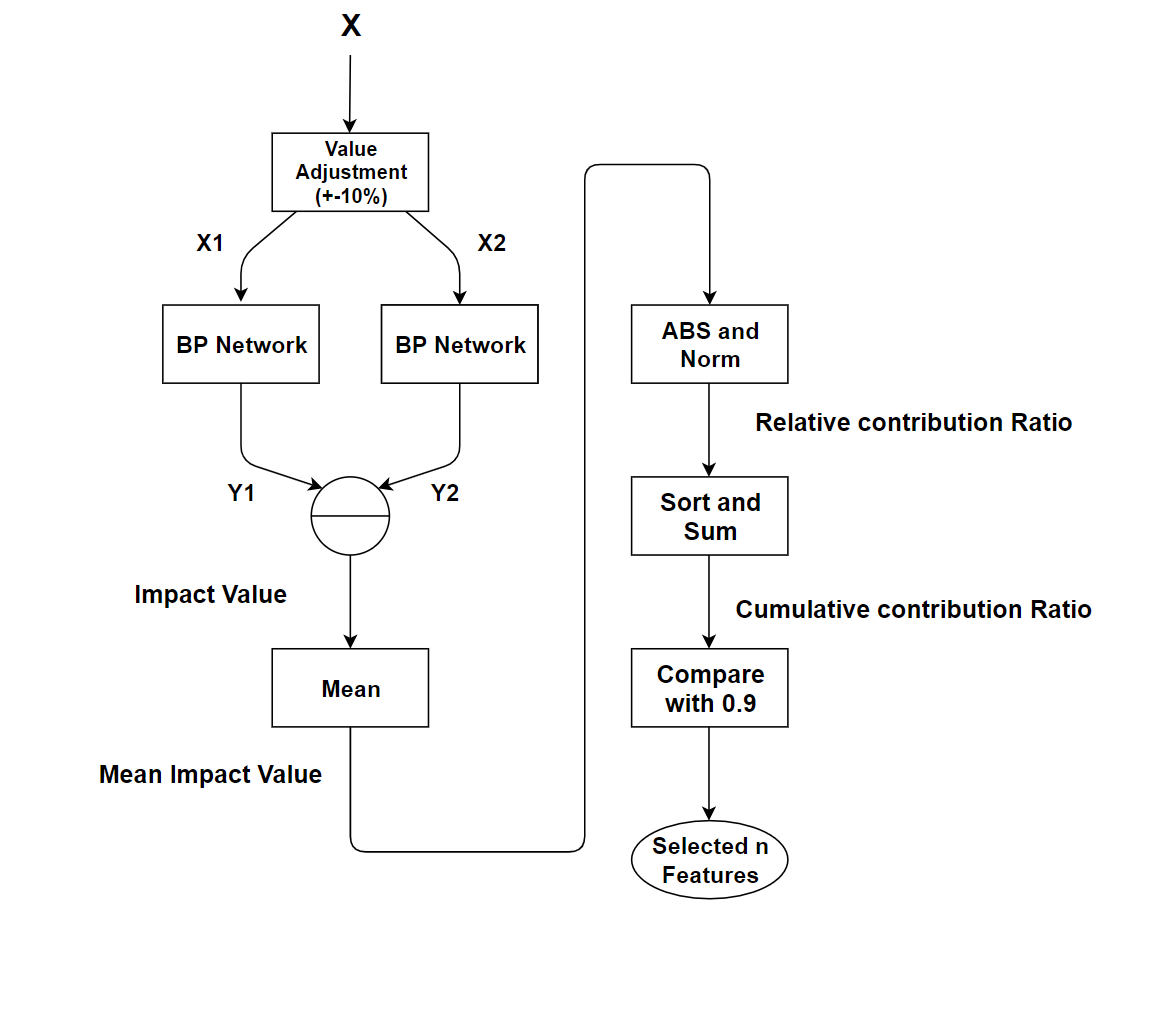 X
Value
Adjustment
(+-10%)
X1
X2
BP Network
BP Network
Y1
Y2
Impact Value
Mean
Mean Impact Value
ABS and
Norm
Relative contribution Ratio
Sort and
Sum
Cumulative contribution Ratio
Compare
with 0.9
Selected n
Features